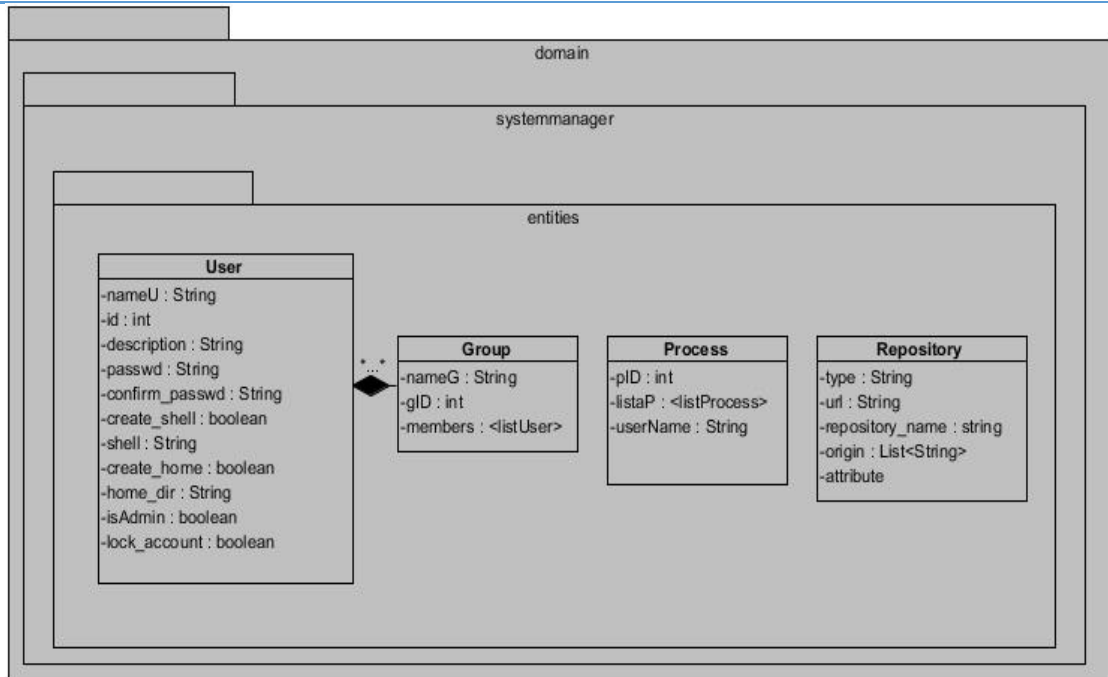 domain
systemmanager
entities
User
-nameU : String
-id : int
-description : String
-passwd : String
-confirm_passwd : String
-create_shell : boolean
-shell : String
-create_home : boolean
-home_dir : String
-isAdmin : boolean
-lock_account : boolean
*...*
Group
-nameG : String
-gID : int
-members : <listUser>
Process
-pID : int
-listaP : <listProcess>
-userName : String
Repository
-type : String
-url : String
-repository_name : string
-origin : List<String>
-attribute